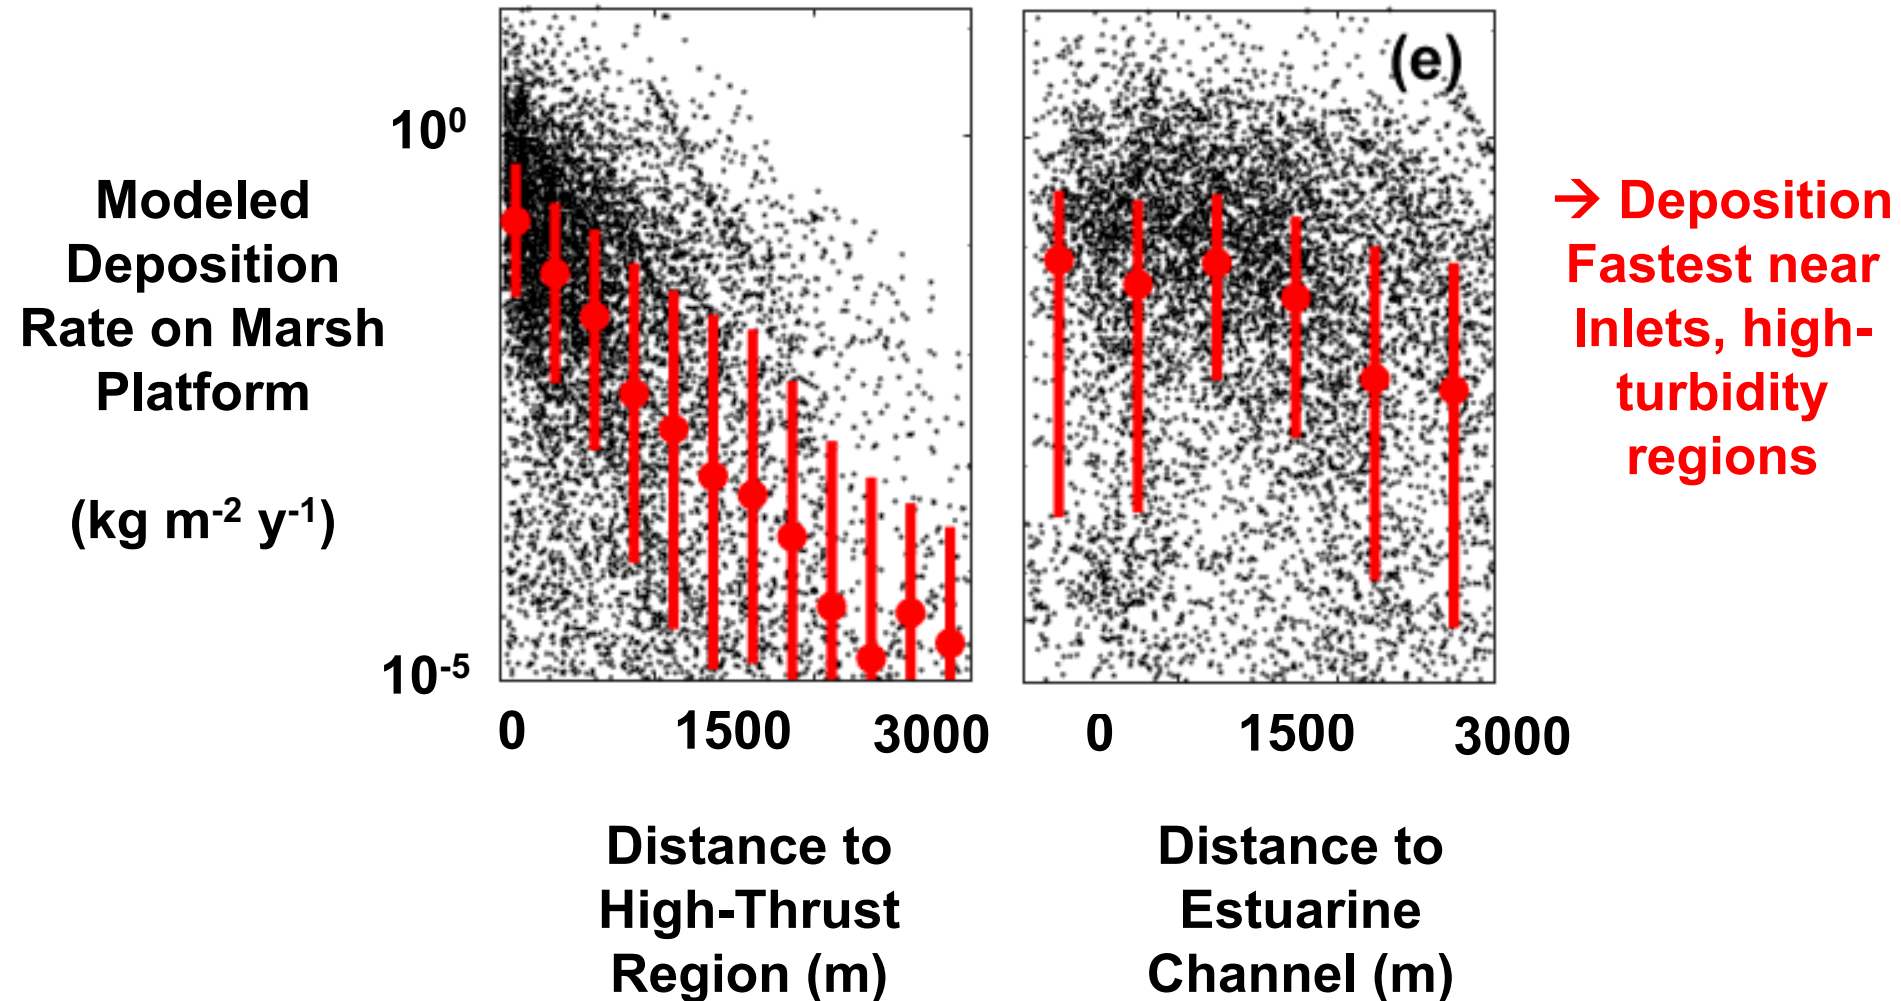 Modeled
Deposition
Rate on Marsh
Platform
(kg m⁻² y⁻¹)
10⁰
10⁻⁵
(e)
→ Deposition
Fastest near
Inlets, high-
turbidity
regions
0 1500 3000
0 1500 3000
Distance to
High-Thrust
Region (m)
Distance to
Estuarine
Channel (m)